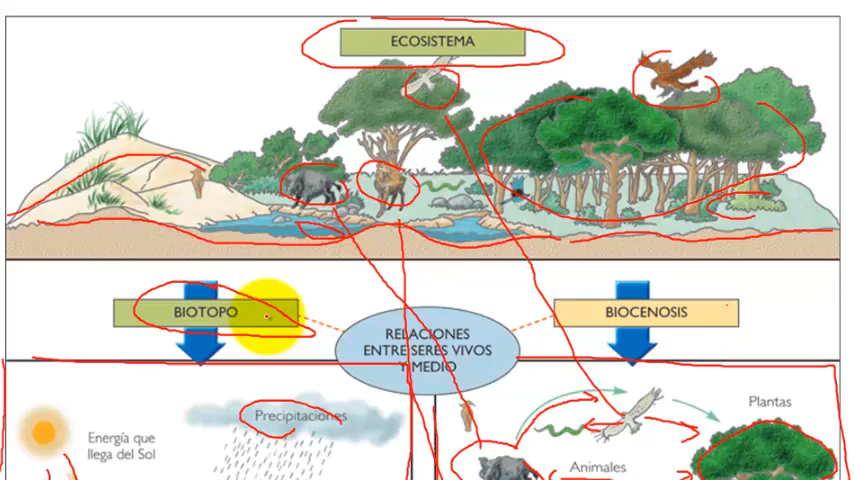 ECOSISTEMA
BIOTOPO
BIOCENOSIS
RELACIONES
ENTRE SERES VIVOS
Y MEDIO
Precipitaciones
Energía que
llega del Sol
Plantas
Animales